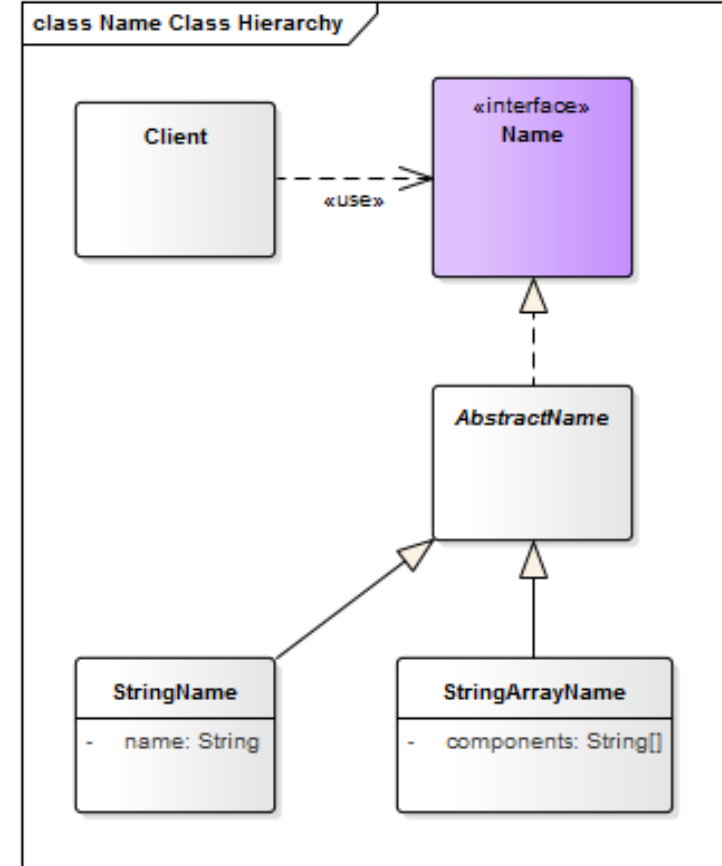 class Name Class Hierarchy
Client
«interface»
Name
«use»
AbstractName
StringName
- name: String
StringArrayName
- components: String[]